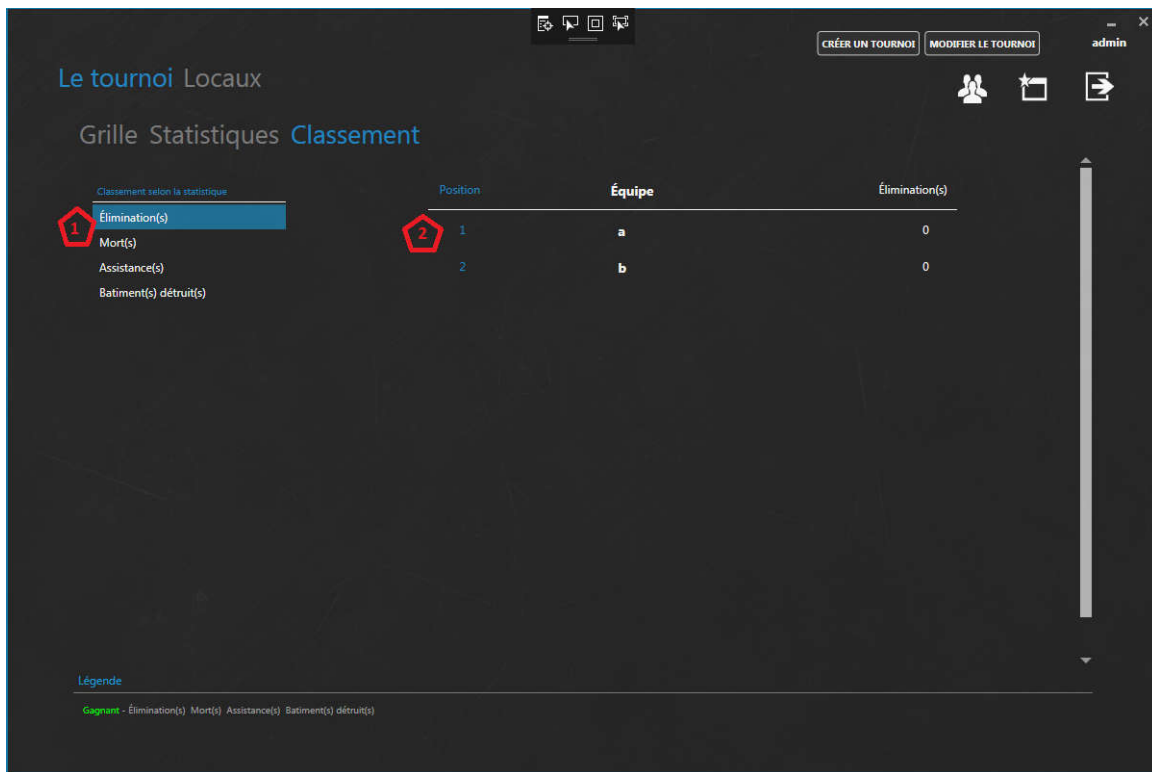 CRÉER UN TOURNOI MODIFIER LE TOURNOI admin
Le tournoi Locaux
Grille Statistiques Classement
Classement selon la statistique
Élimination(s)
Mort(s)
Assistance(s)
Batiment(s) détruit(s)
1
Position Équipe Élimination(s)
2
1 a 0
2 b 0
Légende
Gagnant - Élimination(s) Mort(s) Assistance(s) Batiment(s) détruit(s)